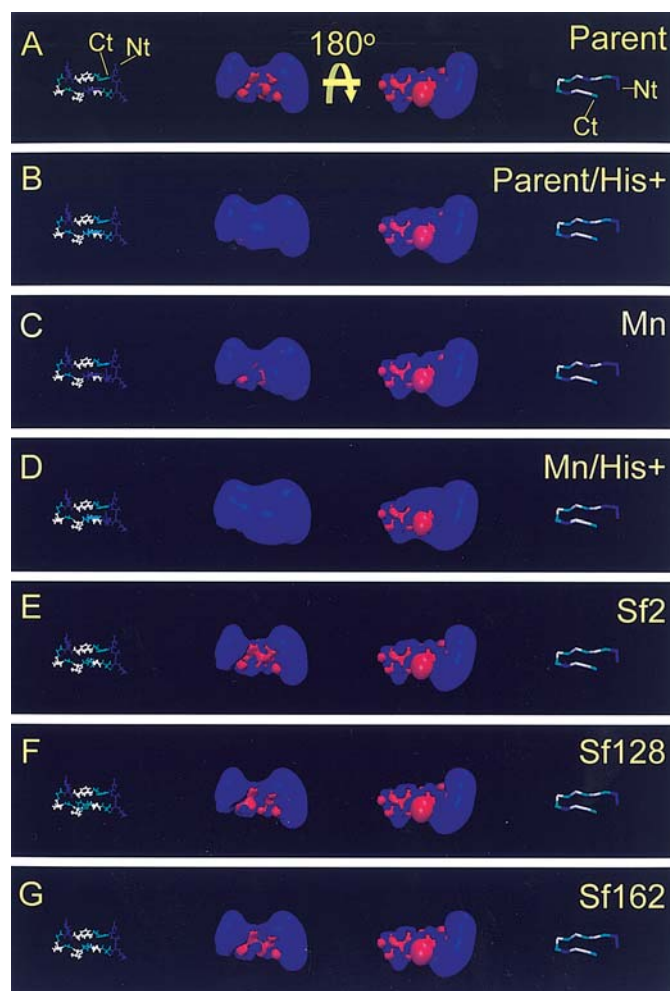 A
Ct
Nt
180°
Parent
Nt
Ct
B
Parent/His+
C
Mn
D
Mn/His+
E
Sf2
F
Sf128
G
Sf162